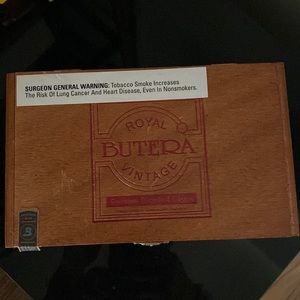 SURGEON GENERAL WARNING: Tobacco Smoke Increases
The Risk Of Lung Cancer And Heart Disease, Even In Nonsmokers.
ROYAL
BUTERA
VINTAGE